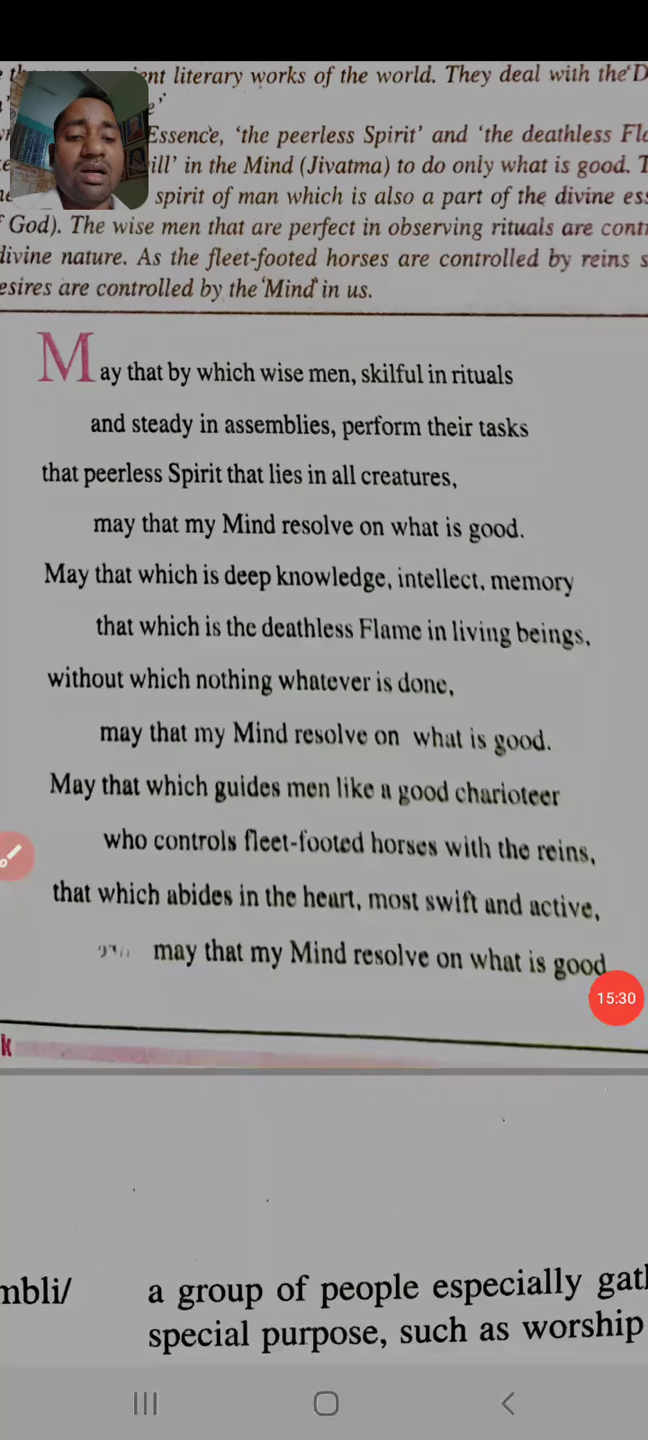 ent literary works of the world. They deal with the 'D
Essence, 'the peerless Spirit' and 'the deathless Fla
ill' in the Mind (Jivatma) to do only what is good. T
spirit of man which is also a part of the divine ess
f God). The wise men that are perfect in observing rituals are contr
divine nature. As the fleet-footed horses are controlled by reins s
esires are controlled by the 'Mind' in us.
May that by which wise men, skilful in rituals
and steady in assemblies, perform their tasks
that peerless Spirit that lies in all creatures,
may that my Mind resolve on what is good.
May that which is deep knowledge, intellect, memory
that which is the deathless Flame in living beings,
without which nothing whatever is done,
may that my Mind resolve on what is good.
May that which guides men like a good charioteer
who controls fleet-footed horses with the reins,
that which abides in the heart, most swift and active,
may that my Mind resolve on what is good
15:30
k
mbli/ a group of people especially gatl
special purpose, such as worship